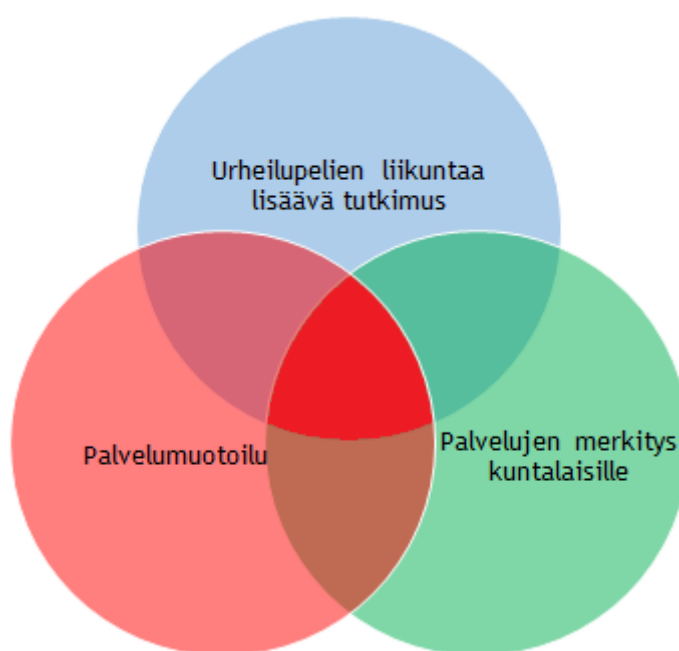 Urheilupelien liikuntaa
lisäävä tutkimus
Palvelumuotoilu
Palvelujen merkitys
kuntalaisille